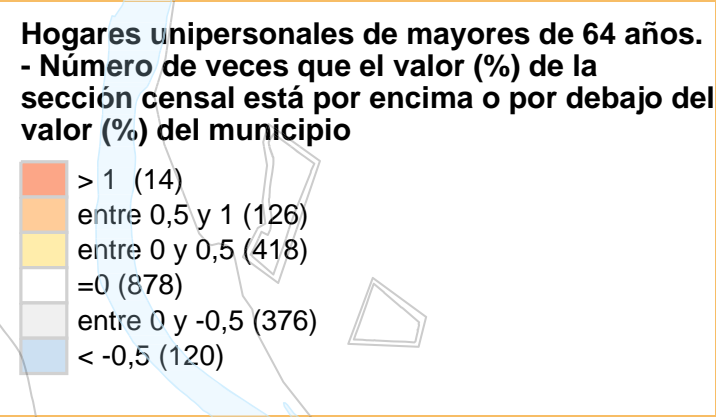 Hogares unipersonales de mayores de 64 años.
- Número de veces que el valor (%) de la
sección censal está por encima o por debajo del
valor (%) del municipio
> 1 (14)
entre 0,5 y 1 (126)
entre 0 y 0,5 (418)
=0 (878)
entre 0 y -0,5 (376)
< -0,5 (120)